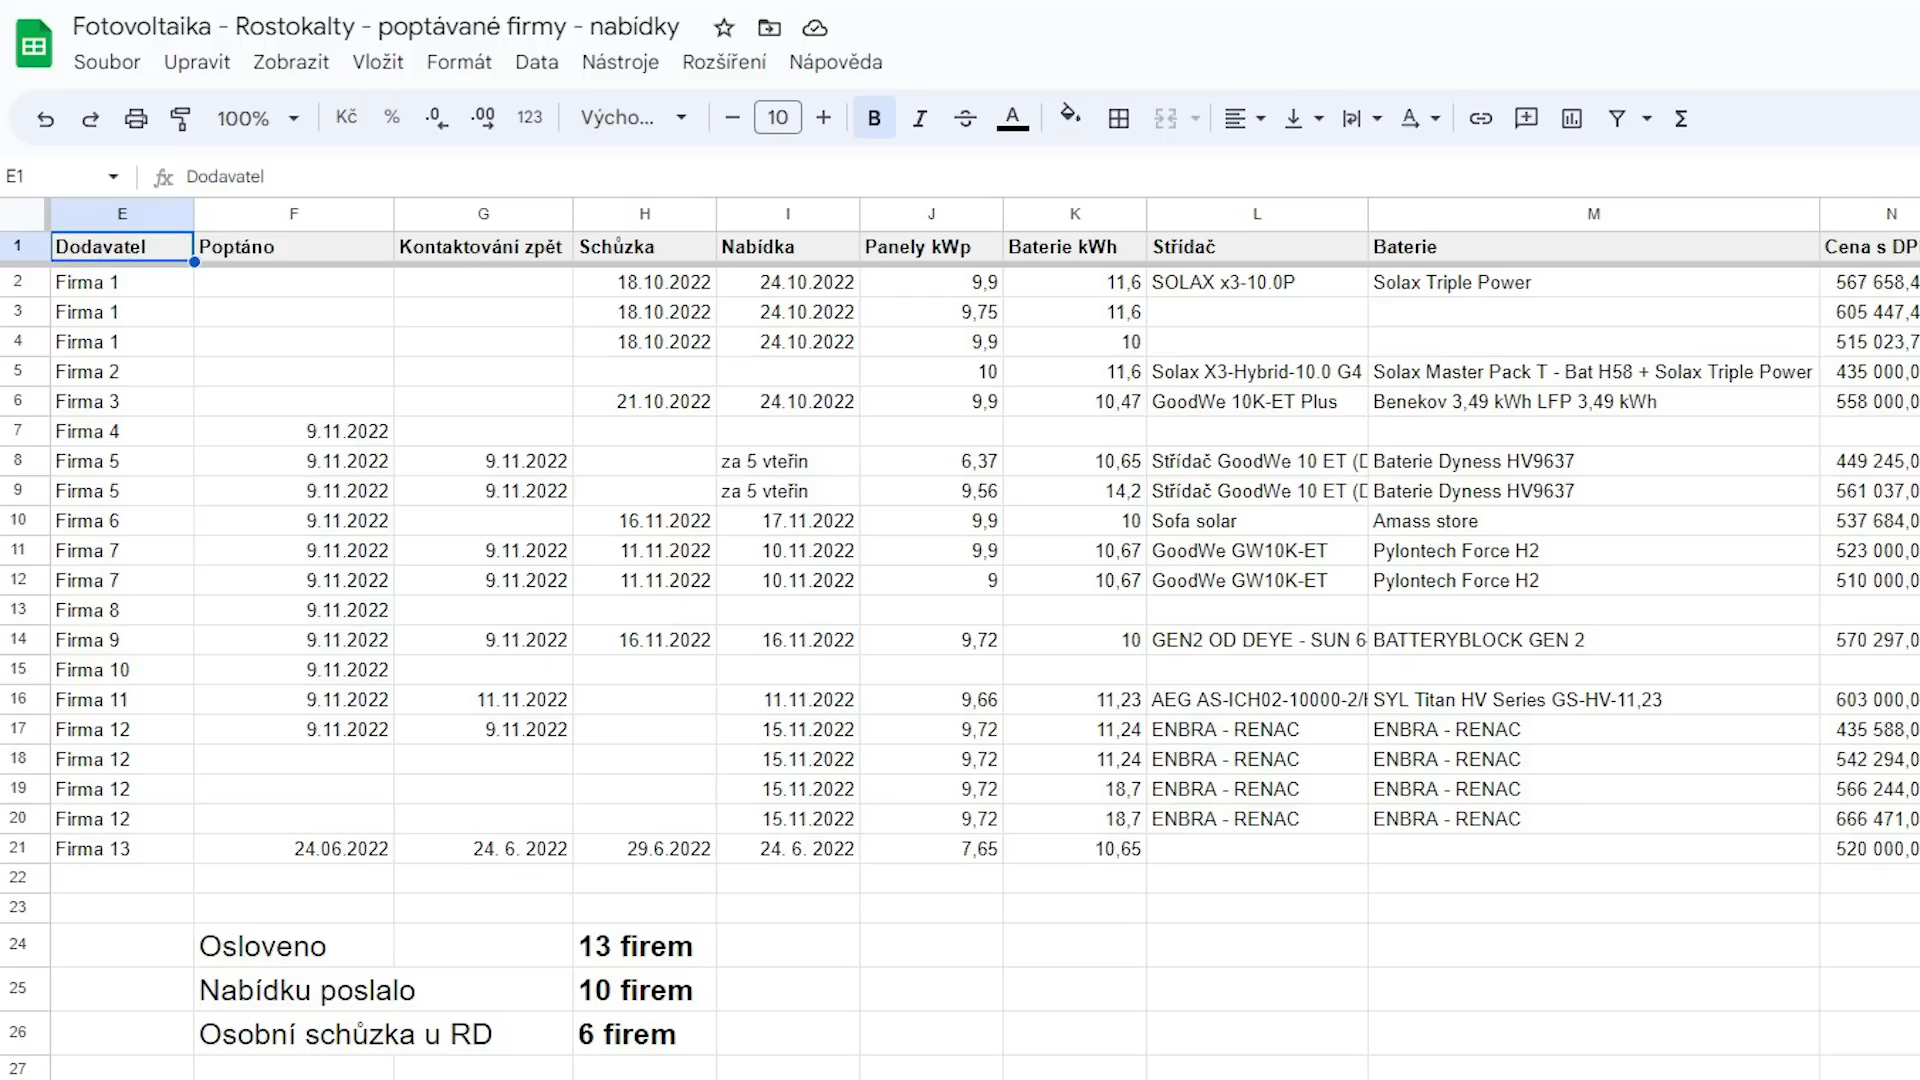 Fotovoltaika - Rostokalty - poptávané firmy - nabídky
Soubor Upravit Zobrazit Vložit Formát Data Nástroje Rozšíření Nápověda
100% Kč % .0 .00 123 Výcho... − 10 + B I S A A Σ
E1 fx Dodavatel
E F G H I J K L M N
1 Dodavatel Poptáno Kontaktování zpět Schůzka Nabídka Panely kWp Baterie kWh Střídač Baterie Cena s DP
2 Firma 1 18.10.2022 24.10.2022 9,9 11,6 SOLAX x3-10.0P Solax Triple Power 567 658,4
3 Firma 1 18.10.2022 24.10.2022 9,75 11,6 605 447,4
4 Firma 1 18.10.2022 24.10.2022 9,9 10 515 023,7
5 Firma 2 10 11,6 Solax X3-Hybrid-10.0 G4 Solax Master Pack T - Bat H58 + Solax Triple Power 435 000,0
6 Firma 3 21.10.2022 24.10.2022 9,9 10,47 GoodWe 10K-ET Plus Benekov 3,49 kWh LFP 3,49 kWh 558 000,0
7 Firma 4 9.11.2022
8 Firma 5 9.11.2022 9.11.2022 za 5 vteřin 6,37 10,65 Střídač GoodWe 10 ET (D Baterie Dyness HV9637 449 245,0
9 Firma 5 9.11.2022 9.11.2022 za 5 vteřin 9,56 14,2 Střídač GoodWe 10 ET (D Baterie Dyness HV9637 561 037,0
10 Firma 6 9.11.2022 16.11.2022 17.11.2022 9,9 10 Sofa solar Amass store 537 684,0
11 Firma 7 9.11.2022 9.11.2022 11.11.2022 10.11.2022 9,9 10,67 GoodWe GW10K-ET Pylontech Force H2 523 000,0
12 Firma 7 9.11.2022 9.11.2022 11.11.2022 10.11.2022 9 10,67 GoodWe GW10K-ET Pylontech Force H2 510 000,0
13 Firma 8 9.11.2022
14 Firma 9 9.11.2022 9.11.2022 16.11.2022 16.11.2022 9,72 10 GEN2 OD DEYE - SUN 6- BATTERYBLOCK GEN 2 570 297,0
15 Firma 10 9.11.2022
16 Firma 11 9.11.2022 11.11.2022 11.11.2022 9,66 11,23 AEG AS-ICH02-10000-2/ SYL Titan HV Series GS-HV-11,23 603 000,0
17 Firma 12 9.11.2022 9.11.2022 15.11.2022 9,72 11,24 ENBRA - RENAC ENBRA - RENAC 435 588,0
18 Firma 12 15.11.2022 9,72 11,24 ENBRA - RENAC ENBRA - RENAC 542 294,0
19 Firma 12 15.11.2022 9,72 18,7 ENBRA - RENAC ENBRA - RENAC 566 244,0
20 Firma 12 15.11.2022 9,72 18,7 ENBRA - RENAC ENBRA - RENAC 666 471,0
21 Firma 13 24.06.2022 24. 6. 2022 29.6.2022 24. 6. 2022 7,65 10,65 520 000,0
22
23
24 Osloveno 13 firem
25 Nabídku poslalo 10 firem
26 Osobní schůzka u RD 6 firem
27